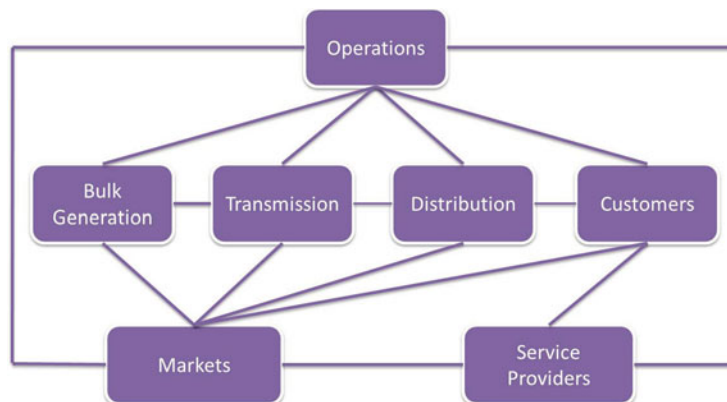 Operations
Bulk
Generation
Transmission
Distribution
Customers
Markets
Service
Providers